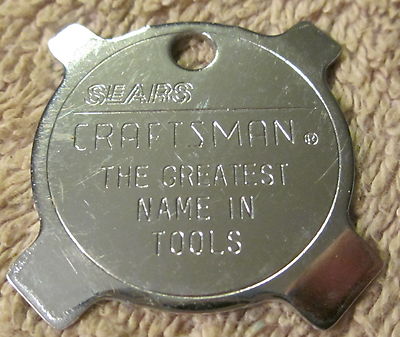 SEARS
CRAFTSMAN®
THE GREATEST
NAME IN
TOOLS